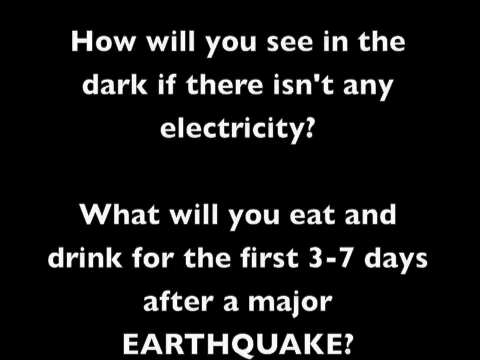 How will you see in the
dark if there isn't any
electricity?
What will you eat and
drink for the first 3-7 days
after a major
EARTHQUAKE?